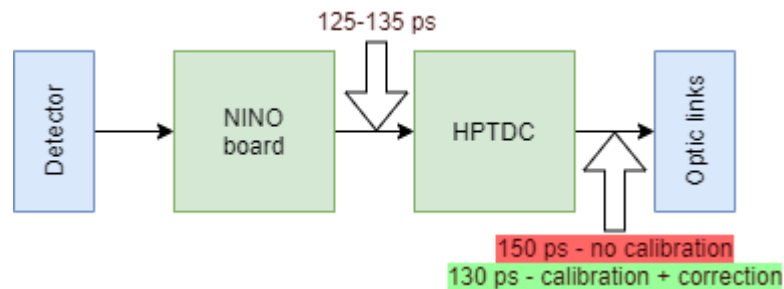 125-135 ps
Detector
NINO
board
HPTDC
Optic links
150 ps - no calibration
130 ps - calibration + correction